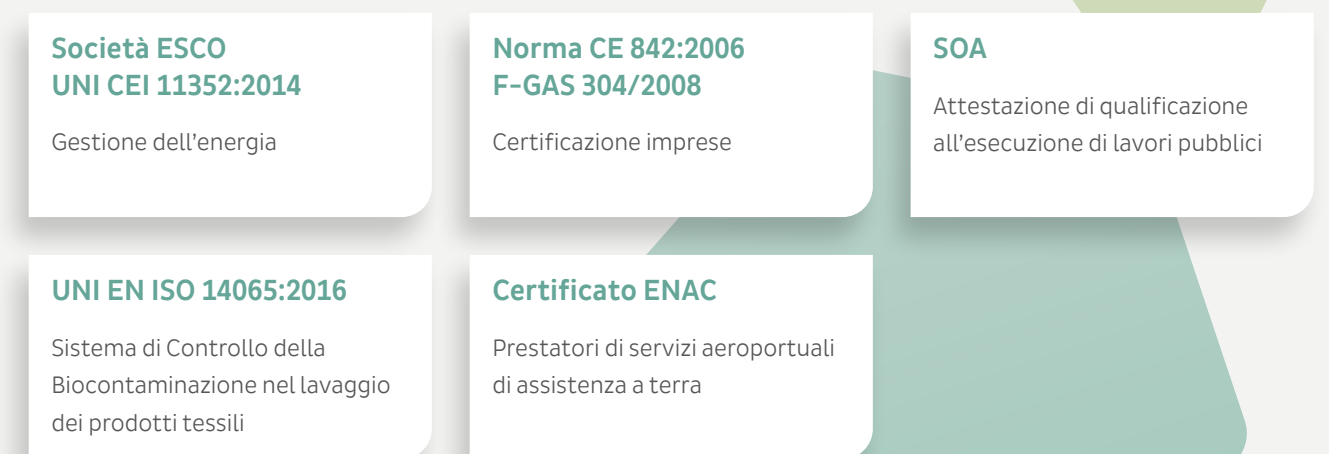 Società ESCO
UNI CEI 11352:2014
Gestione dell'energia
Norma CE 842:2006
F-GAS 304/2008
Certificazione imprese
SOA
Attestazione di qualificazione
all'esecuzione di lavori pubblici
UNI EN ISO 14065:2016
Sistema di Controllo della
Biocontaminazione nel lavaggio
dei prodotti tessili
Certificato ENAC
Prestatori di servizi aeroportuali
di assistenza a terra